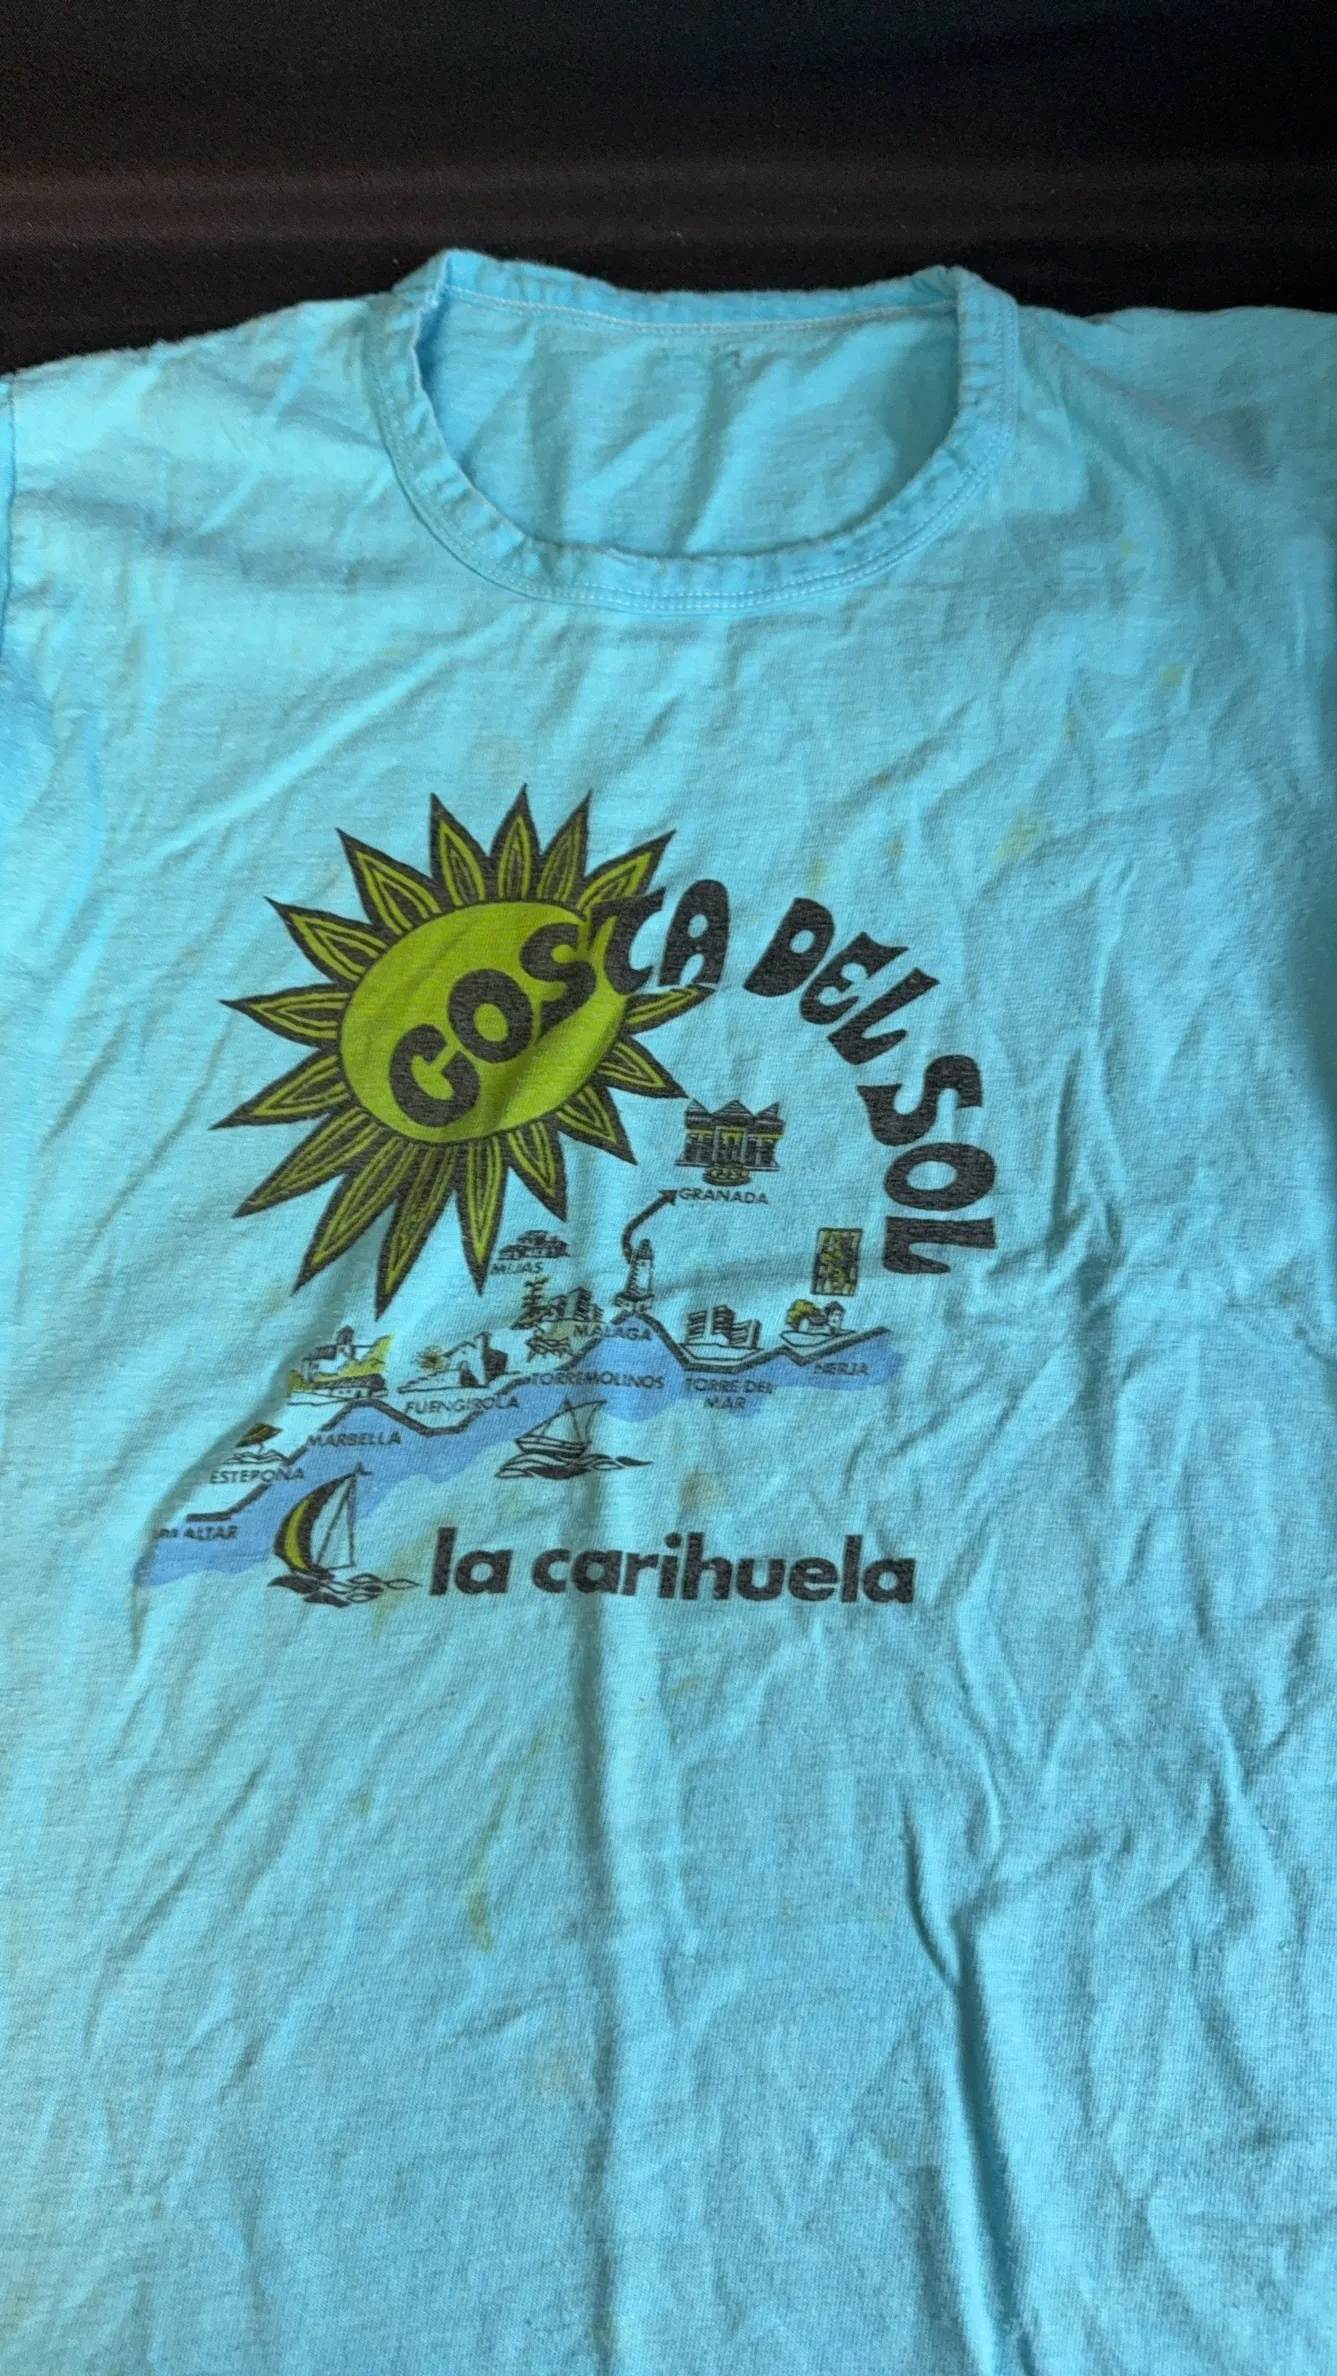 COSTA DEL SOL
GRANADA
MIJAS
MALAGA
NERJA
TORREMOLINOS
TORRE DEL
MAR
FUENGIROLA
MARBELLA
ESTEPONA
la carihuela